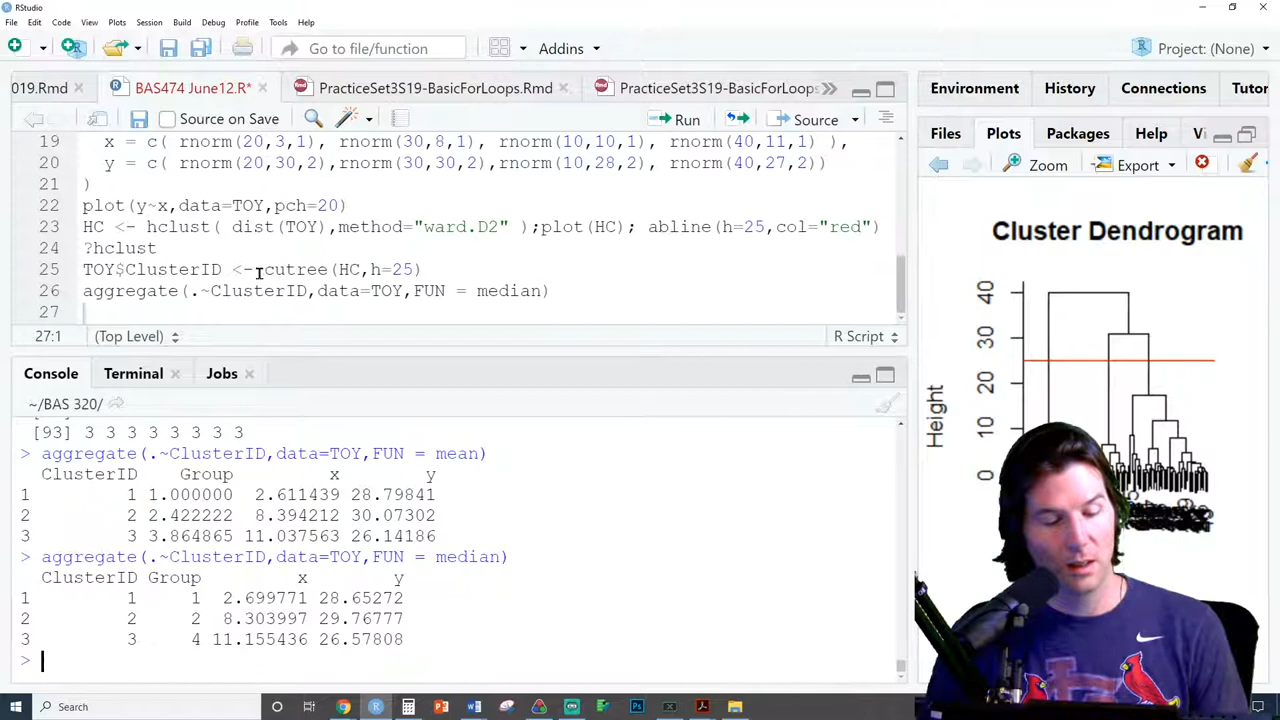 RStudio
File Edit Code View Plots Session Build Debug Profile Tools Help
Go to file/function
Addins
Project: (None)
019.Rmd
BAS474 June12.R*
PracticeSet3S19-BasicForLoops.Rmd
PracticeSet3S19-BasicForLoops
Source on Save
Run
Source
19 x = c( rnorm(20,3,1), rnorm(30,8,1), rnorm(10,10,1), rnorm(40,11,1) ),
20 y = c( rnorm(20,30,2),rnorm(30,30,2),rnorm(10,28,2), rnorm(40,27,2))
21 )
22 plot(y~x,data=TOY,pch=20)
23 HC <- hclust( dist(TOY),method="ward.D2" );plot(HC); abline(h=25,col="red")
24 ?hclust
25 TOY$ClusterID <- cutree(HC,h=25)
26 aggregate(.~ClusterID,data=TOY,FUN = median)
27
27:1 (Top Level) R Script
Console Terminal Jobs
~/BAS 320/
[93] 3 3 3 3 3 3 3 3
> aggregate(.~ClusterID,data=TOY,FUN = mean)
ClusterID Group x y
1 1 1.000000 2.611439 28.79841
2 2 2.422222 8.394212 30.07302
3 3 3.864865 11.037563 26.14186
> aggregate(.~ClusterID,data=TOY,FUN = median)
ClusterID Group x y
1 1 1 2.699771 28.65272
2 2 2 8.303997 29.76777
3 3 4 11.155436 26.57808
>
Environment History Connections Tutor
Files Plots Packages Help Vi
Zoom Export
Cluster Dendrogram
Height
40
30
20
10
0
Search